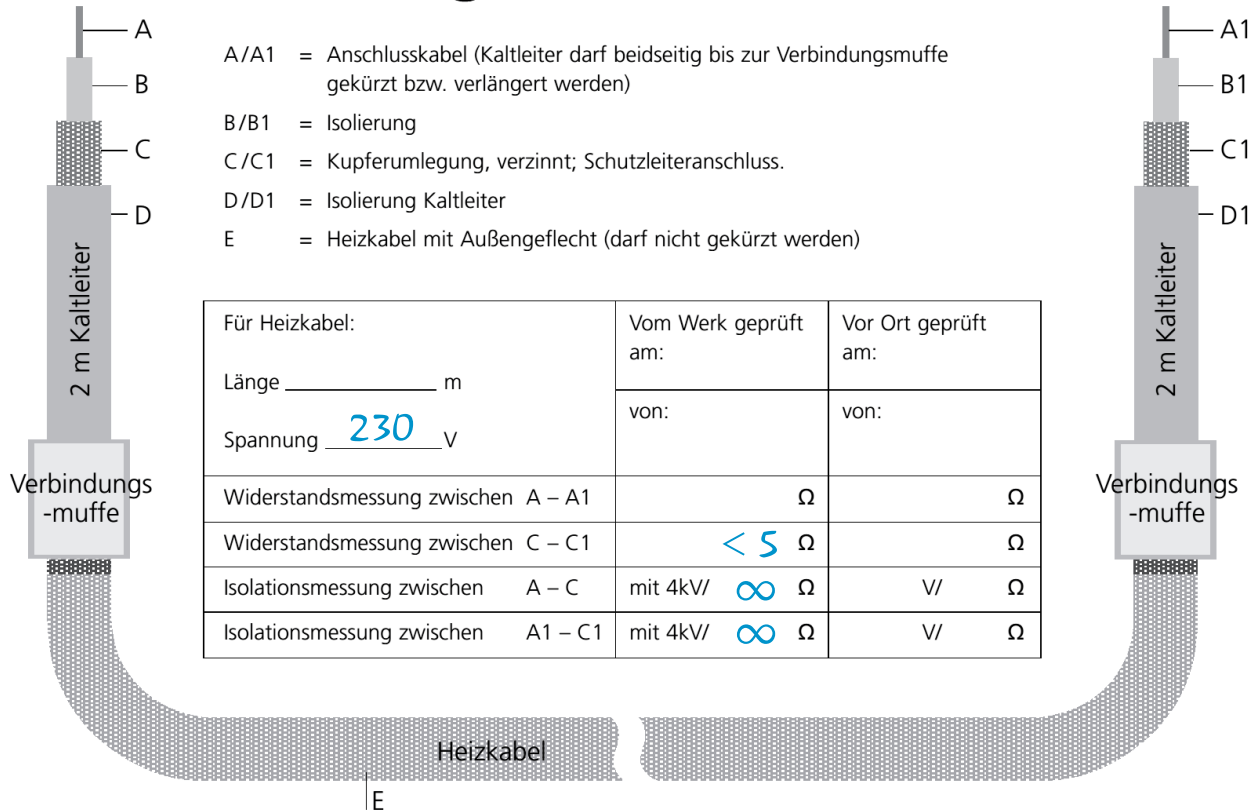 A
B
C
D
2 m Kaltleiter
Verbindungs
-muffe
A/A1 = Anschlusskabel (Kaltleiter darf beidseitig bis zur Verbindungsmuffe
gekürzt bzw. verlängert werden)
B/B1 = Isolierung
C/C1 = Kupferumlegung, verzinnt; Schutzleiteranschluss.
D/D1 = Isolierung Kaltleiter
E = Heizkabel mit Außengeflecht (darf nicht gekürzt werden)
Für Heizkabel:
Länge ______ m
Spannung 230 V
Vom Werk geprüft
am:
von:
Vor Ort geprüft
am:
von:
Widerstandsmessung zwischen A – A1 Ω Ω
Widerstandsmessung zwischen C – C1 < 5 Ω Ω
Isolationsmessung zwischen A – C mit 4kV/ ∞ Ω V/ Ω
Isolationsmessung zwischen A1 – C1 mit 4kV/ ∞ Ω V/ Ω
A1
B1
C1
D1
2 m Kaltleiter
Verbindungs
-muffe
Heizkabel
E